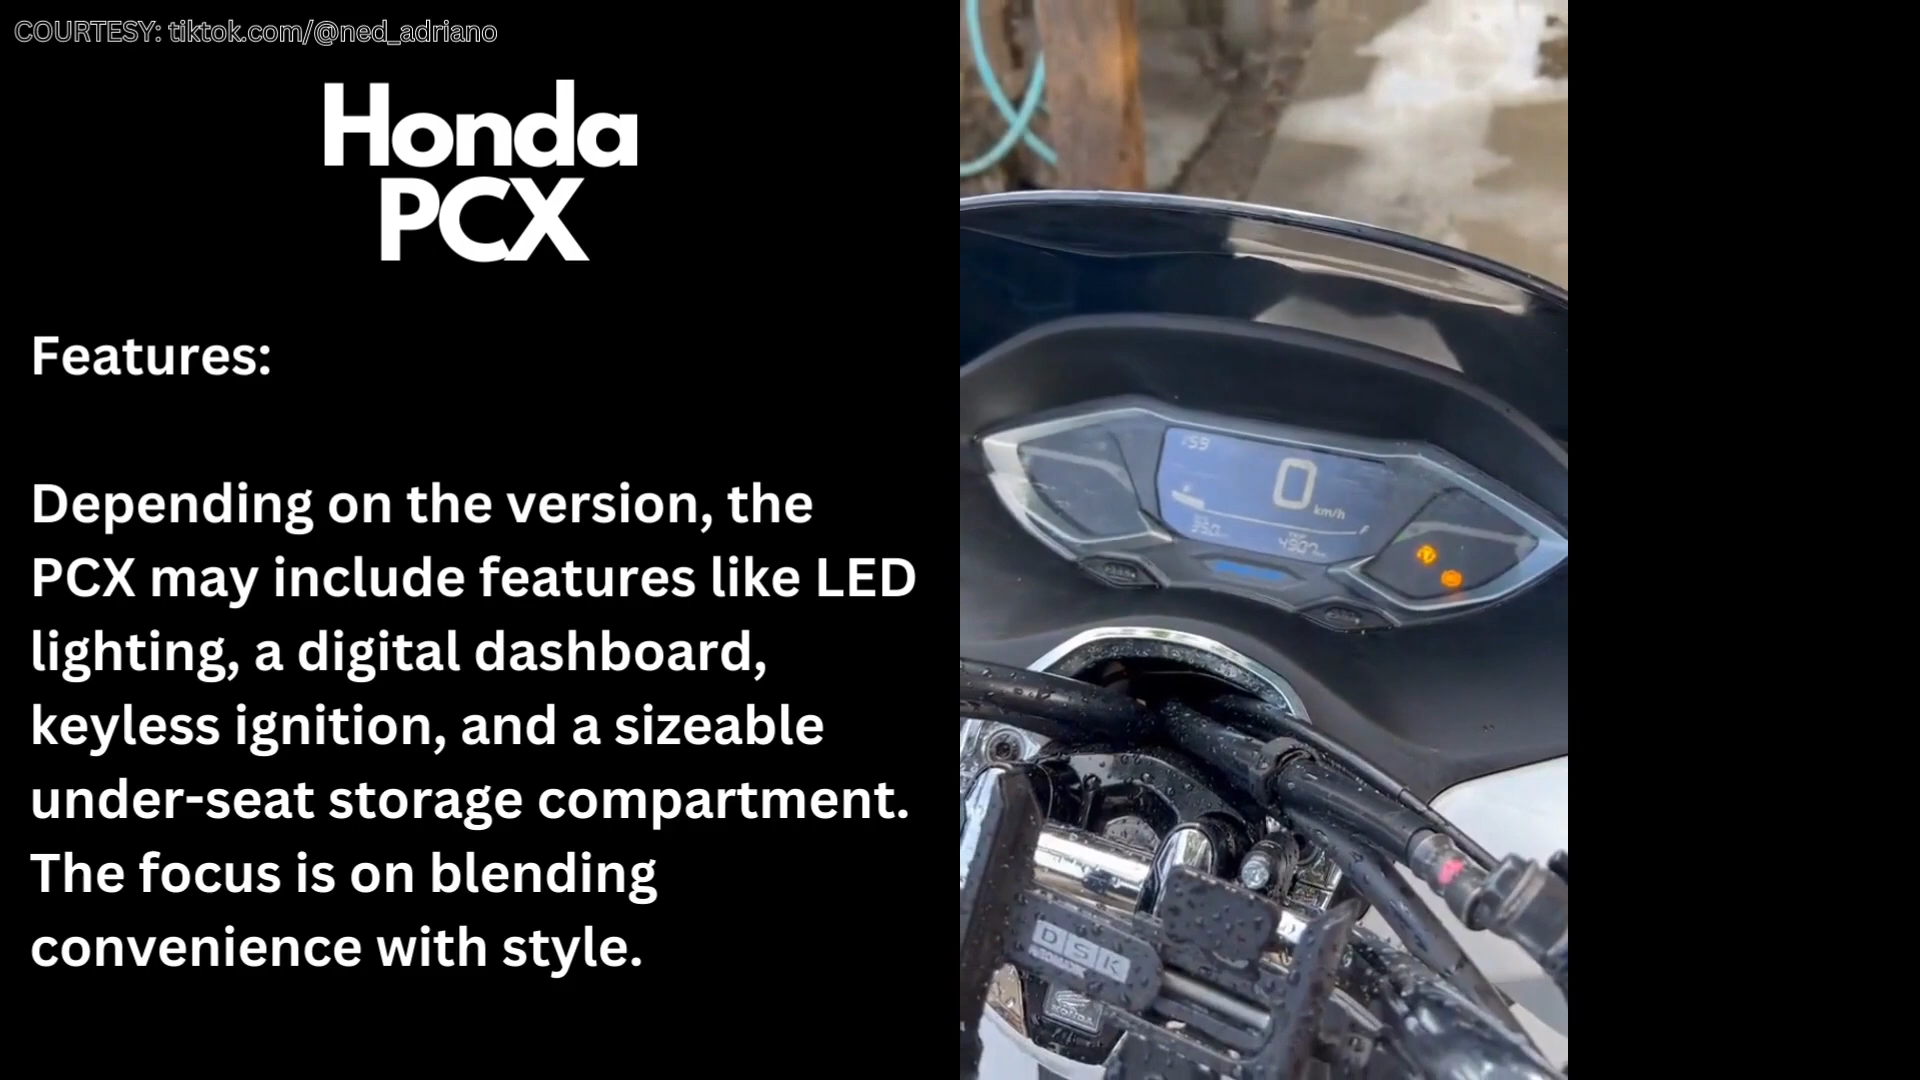 COURTESY: tiktok.com/@ned_adriano
Honda
PCX
Features:
Depending on the version, the
PCX may include features like LED
lighting, a digital dashboard,
keyless ignition, and a sizeable
under-seat storage compartment.
The focus is on blending
convenience with style.
0
km/h
DSK
HONDA